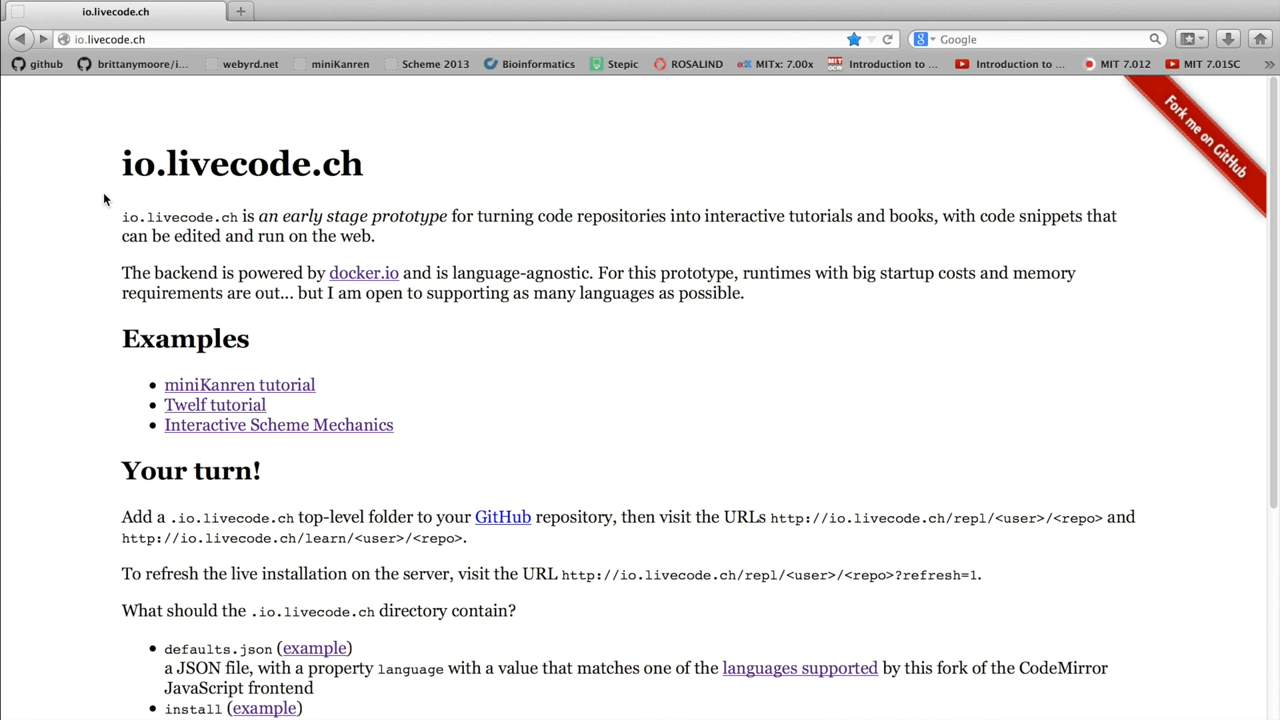 io.livecode.ch
io.livecode.ch
Google
github
brittanymoore/i...
webyrd.net
miniKanren
Scheme 2013
Bioinformatics
Stepic
ROSALIND
MITx: 7.00x
Introduction to ...
Introduction to ...
MIT 7.012
MIT 7.01SC
Fork me on GitHub
io.livecode.ch
io.livecode.ch is an early stage prototype for turning code repositories into interactive tutorials and books, with code snippets that
can be edited and run on the web.
The backend is powered by docker.io and is language-agnostic. For this prototype, runtimes with big startup costs and memory
requirements are out... but I am open to supporting as many languages as possible.
Examples
miniKanren tutorial
Twelf tutorial
Interactive Scheme Mechanics
Your turn!
Add a .io.livecode.ch top-level folder to your GitHub repository, then visit the URLs http://io.livecode.ch/repl/<user>/<repo> and
http://io.livecode.ch/learn/<user>/<repo>.
To refresh the live installation on the server, visit the URL http://io.livecode.ch/repl/<user>/<repo>?refresh=1.
What should the .io.livecode.ch directory contain?
defaults.json (example)
a JSON file, with a property language with a value that matches one of the languages supported by this fork of the CodeMirror
JavaScript frontend
install (example)